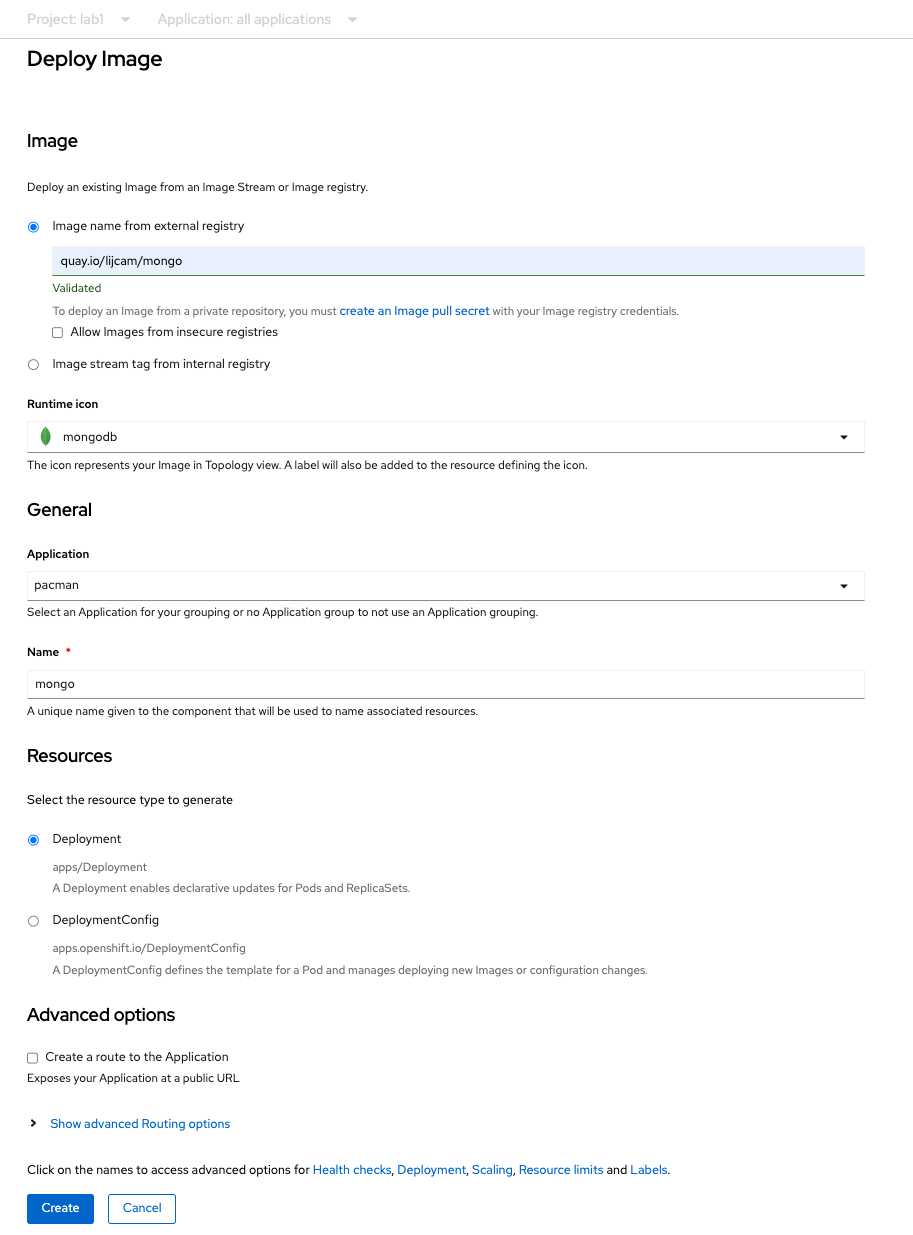 Project: lab1 Application: all applications
Deploy Image
Image
Deploy an existing Image from an Image Stream or Image registry.
Image name from external registry
quay.io/lijcam/mongo
Validated
To deploy an Image from a private repository, you must create an Image pull secret with your Image registry credentials.
Allow Images from insecure registries
Image stream tag from internal registry
Runtime icon
mongodb
The icon represents your Image in Topology view. A label will also be added to the resource defining the icon.
General
Application
pacman
Select an Application for your grouping or no Application group to not use an Application grouping.
Name *
mongo
A unique name given to the component that will be used to name associated resources.
Resources
Select the resource type to generate
Deployment
apps/Deployment
A Deployment enables declarative updates for Pods and ReplicaSets.
DeploymentConfig
apps.openshift.io/DeploymentConfig
A DeploymentConfig defines the template for a Pod and manages deploying new Images or configuration changes.
Advanced options
Create a route to the Application
Exposes your Application at a public URL
Show advanced Routing options
Click on the names to access advanced options for Health checks, Deployment, Scaling, Resource limits and Labels.
Create Cancel